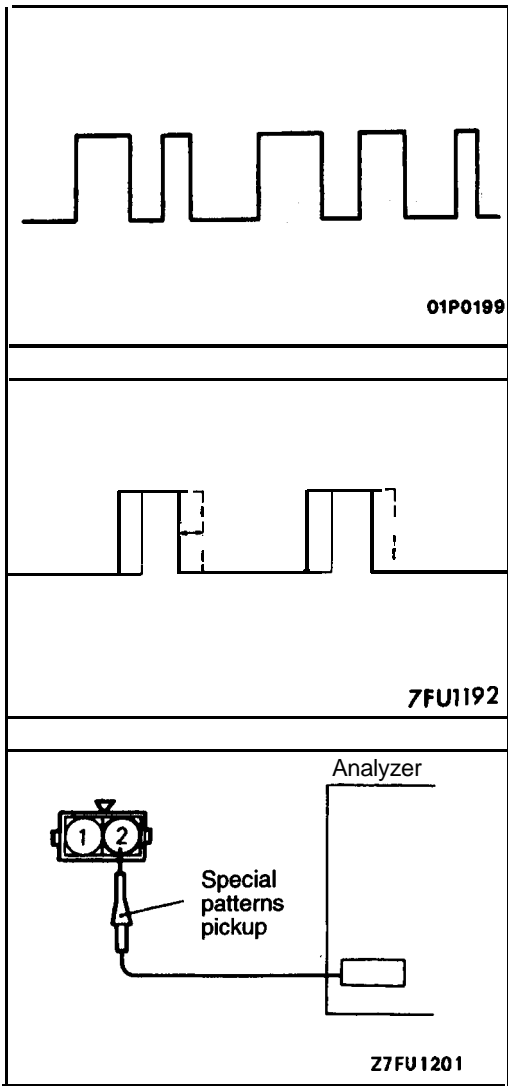 01P0199
7FU1192
Analyzer
1 2
Special
patterns
pickup
Z7FU1201